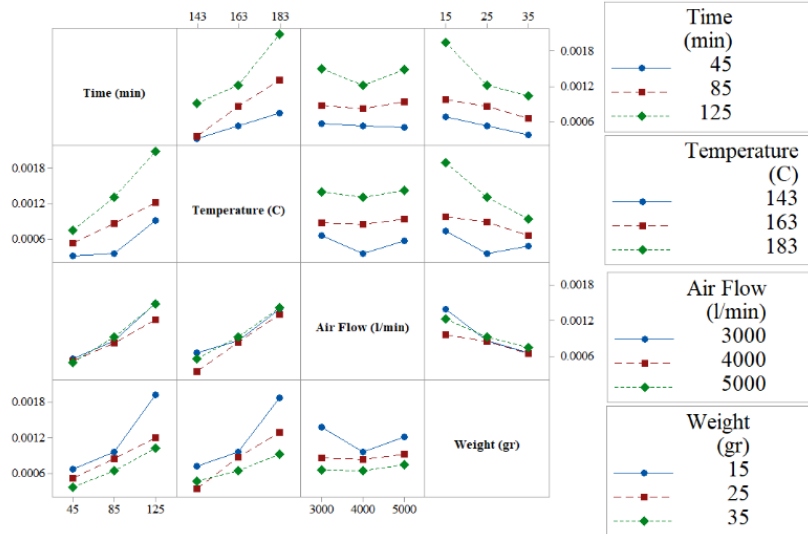 143 163 183
15 25 35
Time (min)
0.0018
0.0012
0.0006
Time
(min)
45
85
125
0.0018
0.0012
0.0006
Temperature (C)
Temperature
(C)
143
163
183
Air Flow (l/min)
0.0018
0.0012
0.0006
Air Flow
(l/min)
3000
4000
5000
0.0018
0.0012
0.0006
Weight (gr)
Weight
(gr)
15
25
35
45 85 125
3000 4000 5000